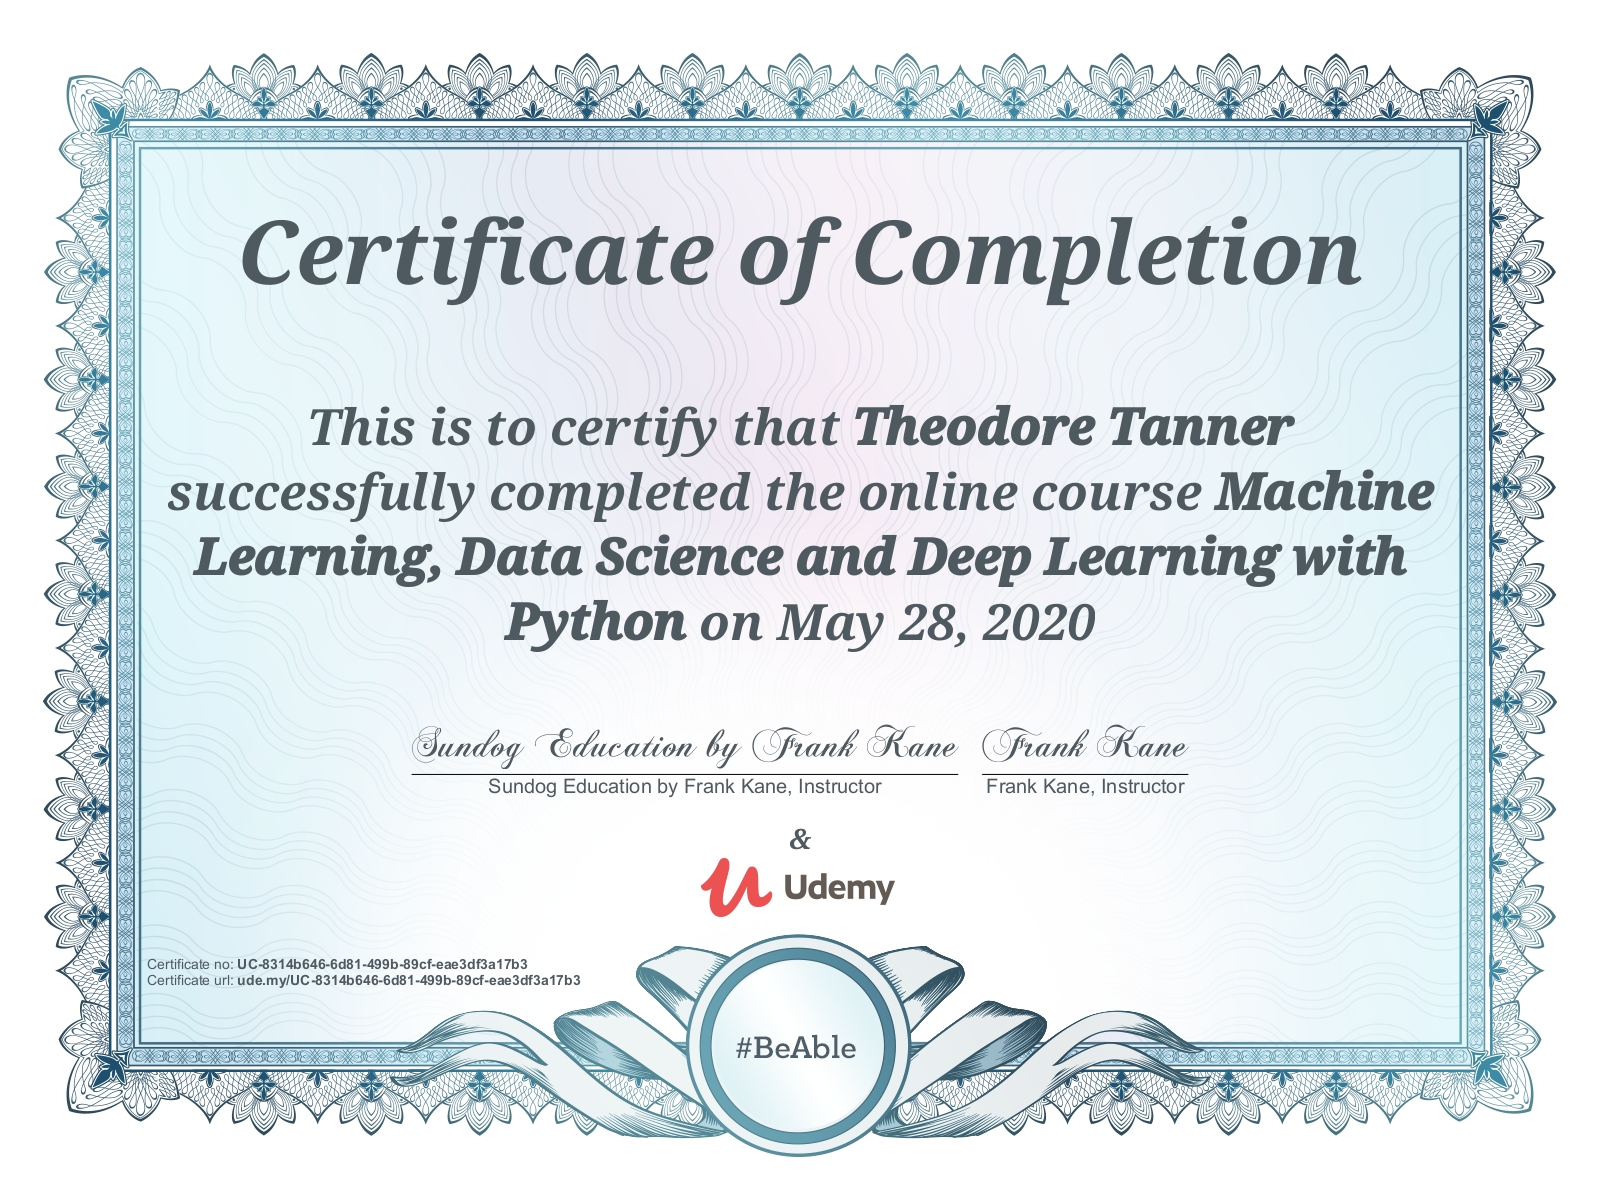 Certificate of Completion
This is to certify that Theodore Tanner
successfully completed the online course Machine
Learning, Data Science and Deep Learning with
Python on May 28, 2020
Sundog Education by Frank Kane Frank Kane
Sundog Education by Frank Kane, Instructor Frank Kane, Instructor
&
Udemy
Certificate no: UC-8314b646-6d81-499b-89cf-eae3df3a17b3
Certificate url: ude.my/UC-8314b646-6d81-499b-89cf-eae3df3a17b3
#BeAble